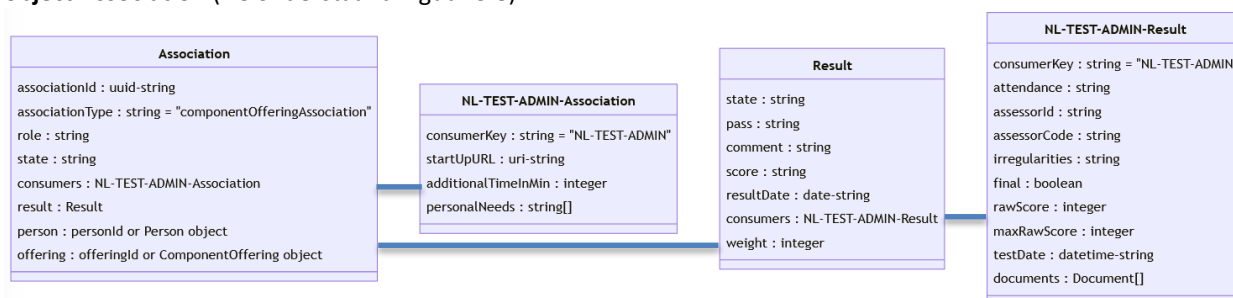 Association
associationId : uuid-string
associationType : string = "componentOfferingAssociation"
role : string
state : string
consumers : NL-TEST-ADMIN-Association
result : Result
person : personId or Person object
offering : offeringId or ComponentOffering object
NL-TEST-ADMIN-Association
consumerKey : string = "NL-TEST-ADMIN"
startUpURL : uri-string
additionalTimeInMin : integer
personalNeeds : string[]
Result
state : string
pass : string
comment : string
score : string
resultDate : date-string
consumers : NL-TEST-ADMIN-Result
weight : integer
NL-TEST-ADMIN-Result
consumerKey : string = "NL-TEST-ADMIN
attendance : string
assessorId : string
assessorCode : string
irregularities : string
final : boolean
rawScore : integer
maxRawScore : integer
testDate : datetime-string
documents : Document[]